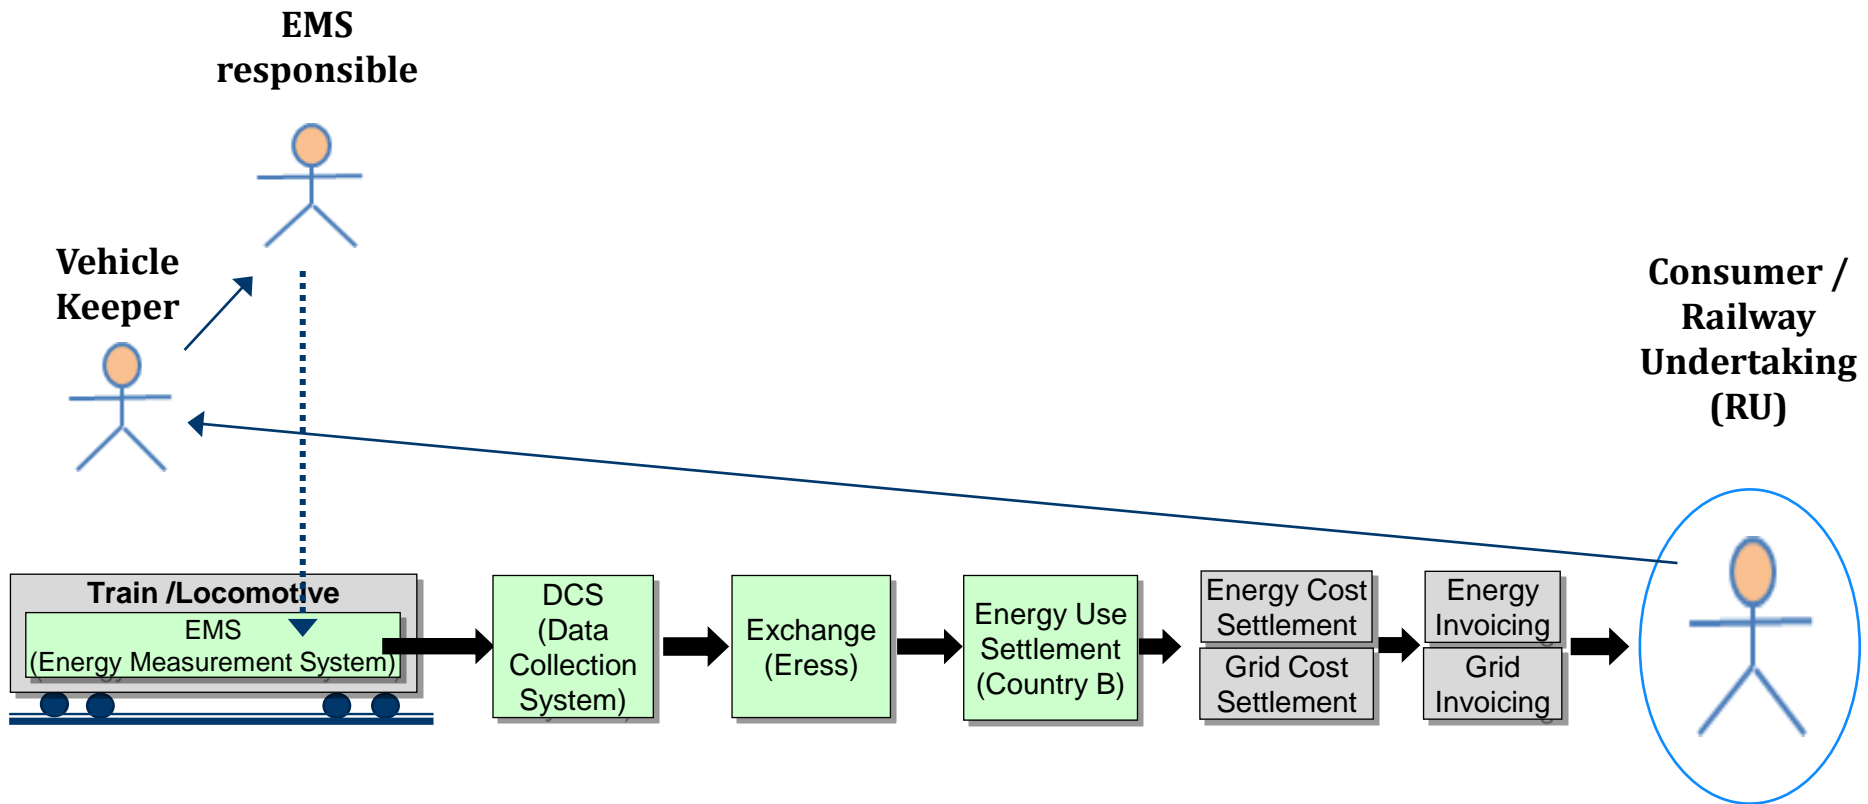 EMS
responsible
Vehicle
Keeper
Consumer /
Railway
Undertaking
(RU)
Train /Locomotive
EMS
(Energy Measurement System)
DCS
(Data
Collection
System)
Exchange
(Eress)
Energy Use
Settlement
(Country B)
Energy Cost
Settlement
Grid Cost
Settlement
Energy
Invoicing
Grid
Invoicing